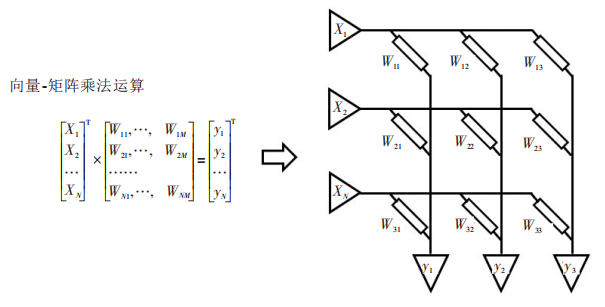 向量-矩阵乘法运算
[X1 X2 ... XN]T × [W11,…, W1M W21,…, W2M …… WN1,…, WNM] = [y1 y2 … yN]T
X1
W11 W12 W13
X2
W21 W22 W23
XN
W31 W32 W33
y1 y2 y3